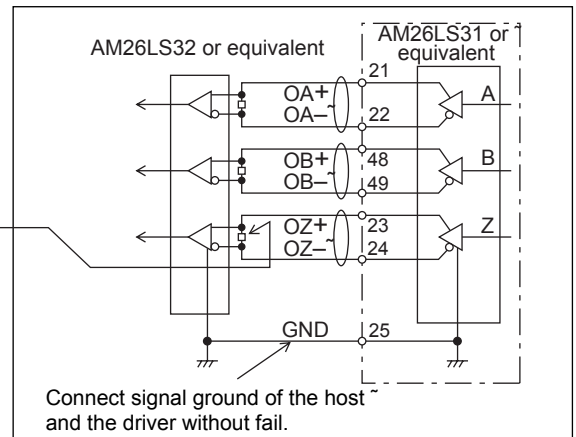 AM26LS32 or equivalent
AM26LS31 or ~
equivalent
21
OA+
A
OA–~
22
OB+
48
B
OB–
49
OZ+
23
Z
OZ–~
24
GND
25
Connect signal ground of the host ~
and the driver without fail.